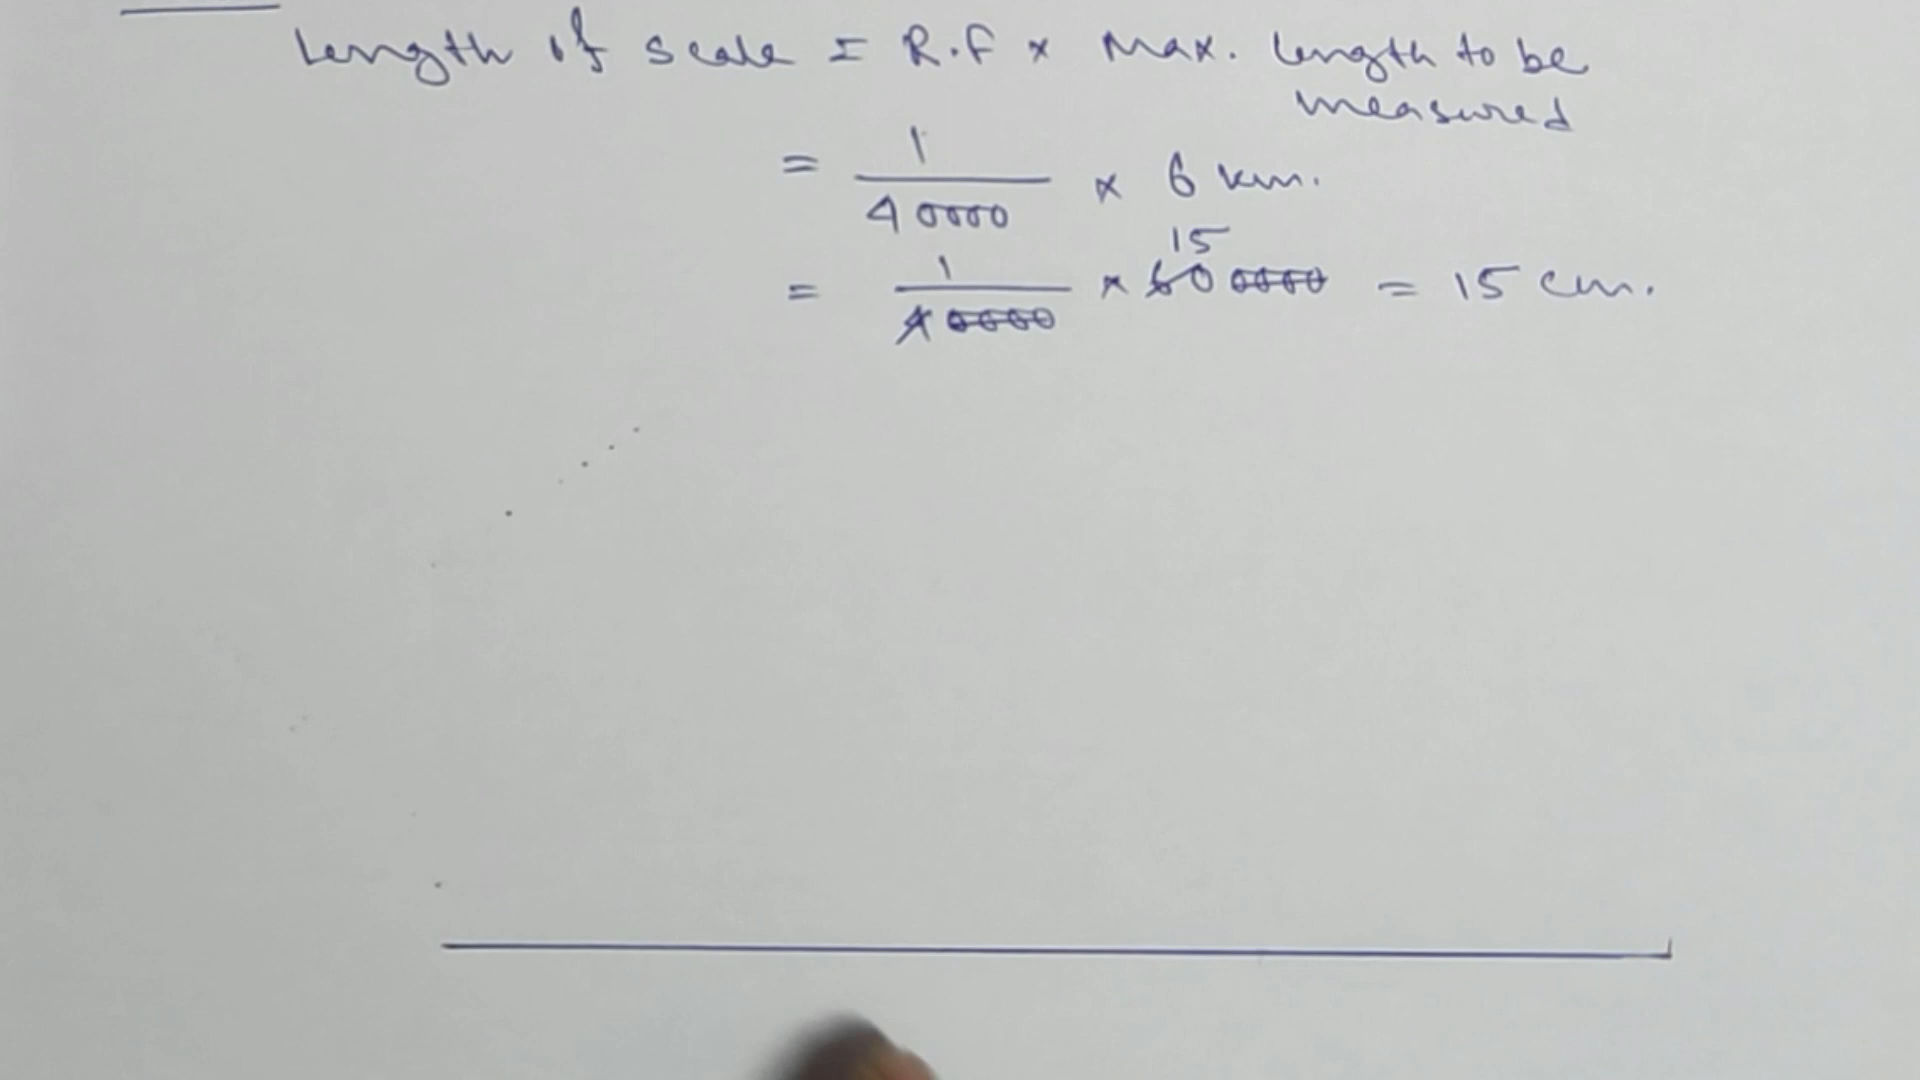 Length of scale = R.F × Max. length to be
measured
= 1/40000 × 6 km.
15
= 1/40000 × 600000 = 15 cm.